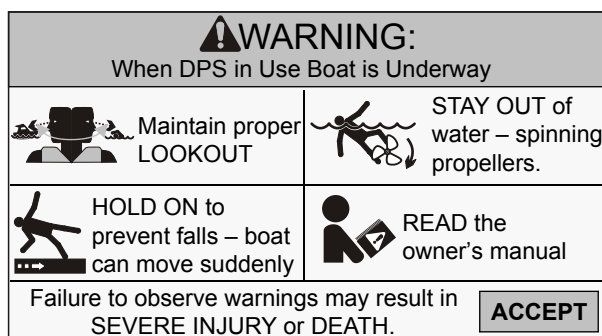 WARNING:
When DPS in Use Boat is Underway
Maintain proper
LOOKOUT
STAY OUT of
water – spinning
propellers.
HOLD ON to
prevent falls – boat
can move suddenly
READ the
owner's manual
Failure to observe warnings may result in
SEVERE INJURY or DEATH.
ACCEPT